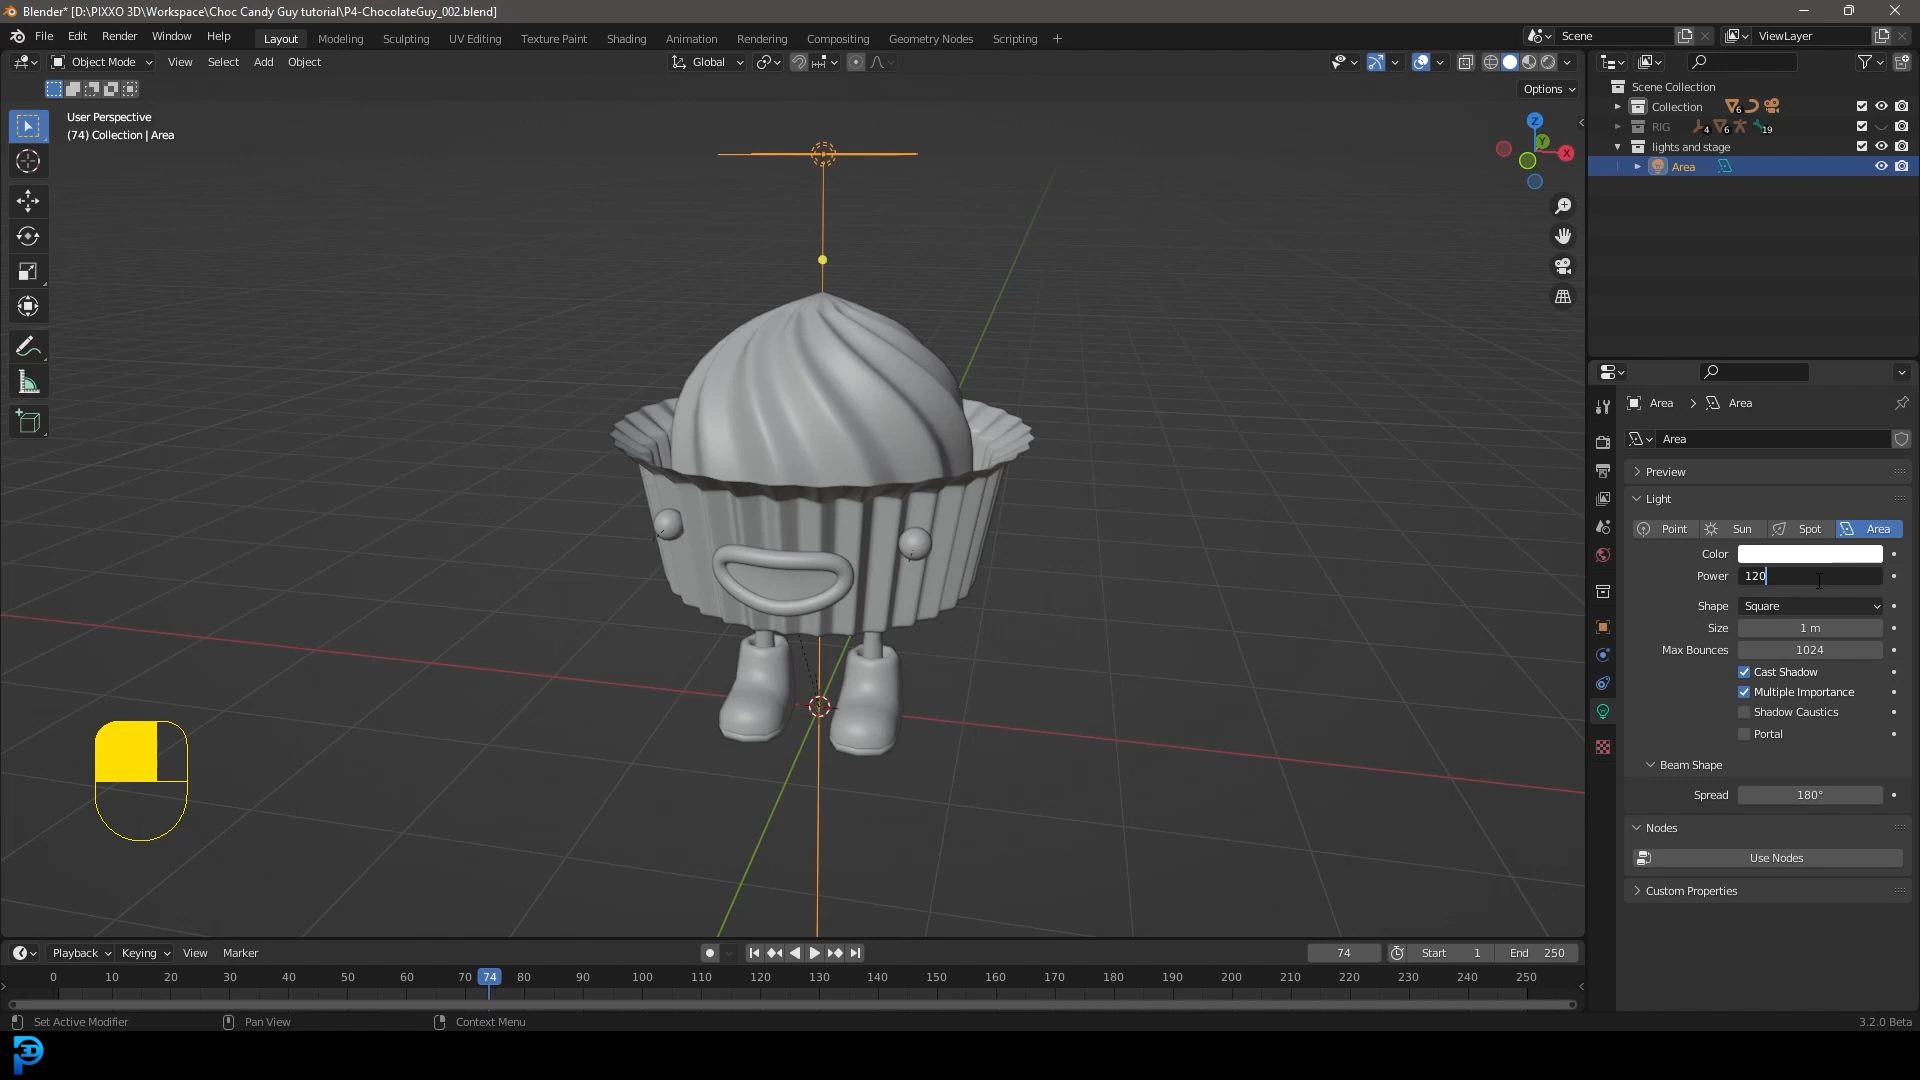 Blender* [D:\PIXXO 3D\Workspace\Choc Candy Guy tutorial\P4-ChocolateGuy_002.blend]
File Edit Render Window Help Layout Modeling Sculpting UV Editing Texture Paint Shading Animation Rendering Compositing Geometry Nodes Scripting + Scene ViewLayer
Object Mode View Select Add Object Global
Options
User Perspective
(74) Collection | Area
Z
Y
X
Scene Collection
Collection 6
RIG 4 6 19
lights and stage
Area
Area > Area
Area
Preview
Light
Point Sun Spot Area
Color
Power 120
Shape Square
Size 1 m
Max Bounces 1024
Cast Shadow
Multiple Importance
Shadow Caustics
Portal
Beam Shape
Spread 180°
Nodes
Use Nodes
Custom Properties
Playback Keying View Marker 74 Start 1 End 250
0 10 20 30 40 50 60 70 74 80 90 100 110 120 130 140 150 160 170 180 190 200 210 220 230 240 250
Set Active Modifier Pan View Context Menu 3.2.0 Beta
3D